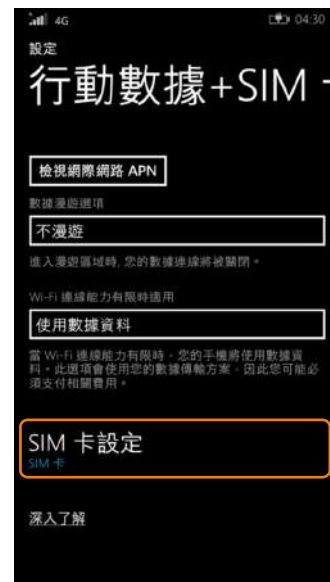 4G 04:30
設定
行動數據+SIM
檢視網際網路 APN
數據漫遊選項
不漫遊
進入漫遊區域時, 您的數據連線將被關閉。
Wi-Fi 連線能力有限時適用
使用數據資料
當 Wi-Fi 連線能力有限時，您的手機將使用數據資
料。此選項會使用您的數據傳輸方案，因此您可能必
須支付相關費用。
SIM 卡設定
SIM 卡
深入了解